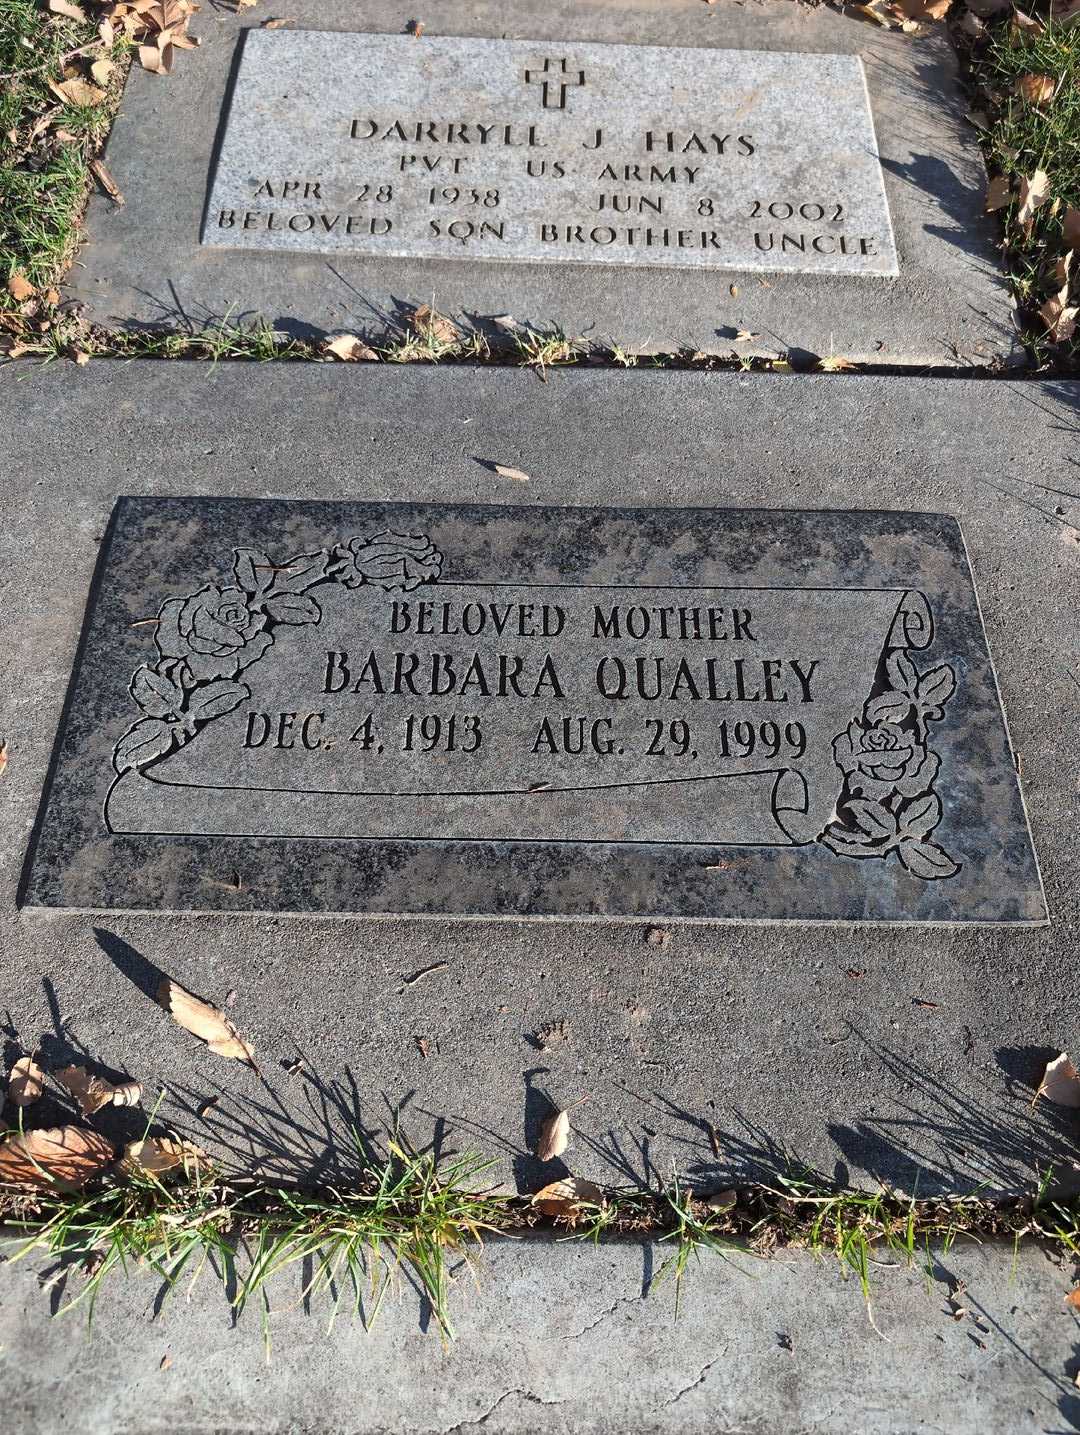 DARRYLL J HAYS
PVT US ARMY
APR 28 1938 JUN 8 2002
BELOVED SON BROTHER UNCLE
BELOVED MOTHER
BARBARA QUALLEY
DEC. 4, 1913 AUG. 29, 1999